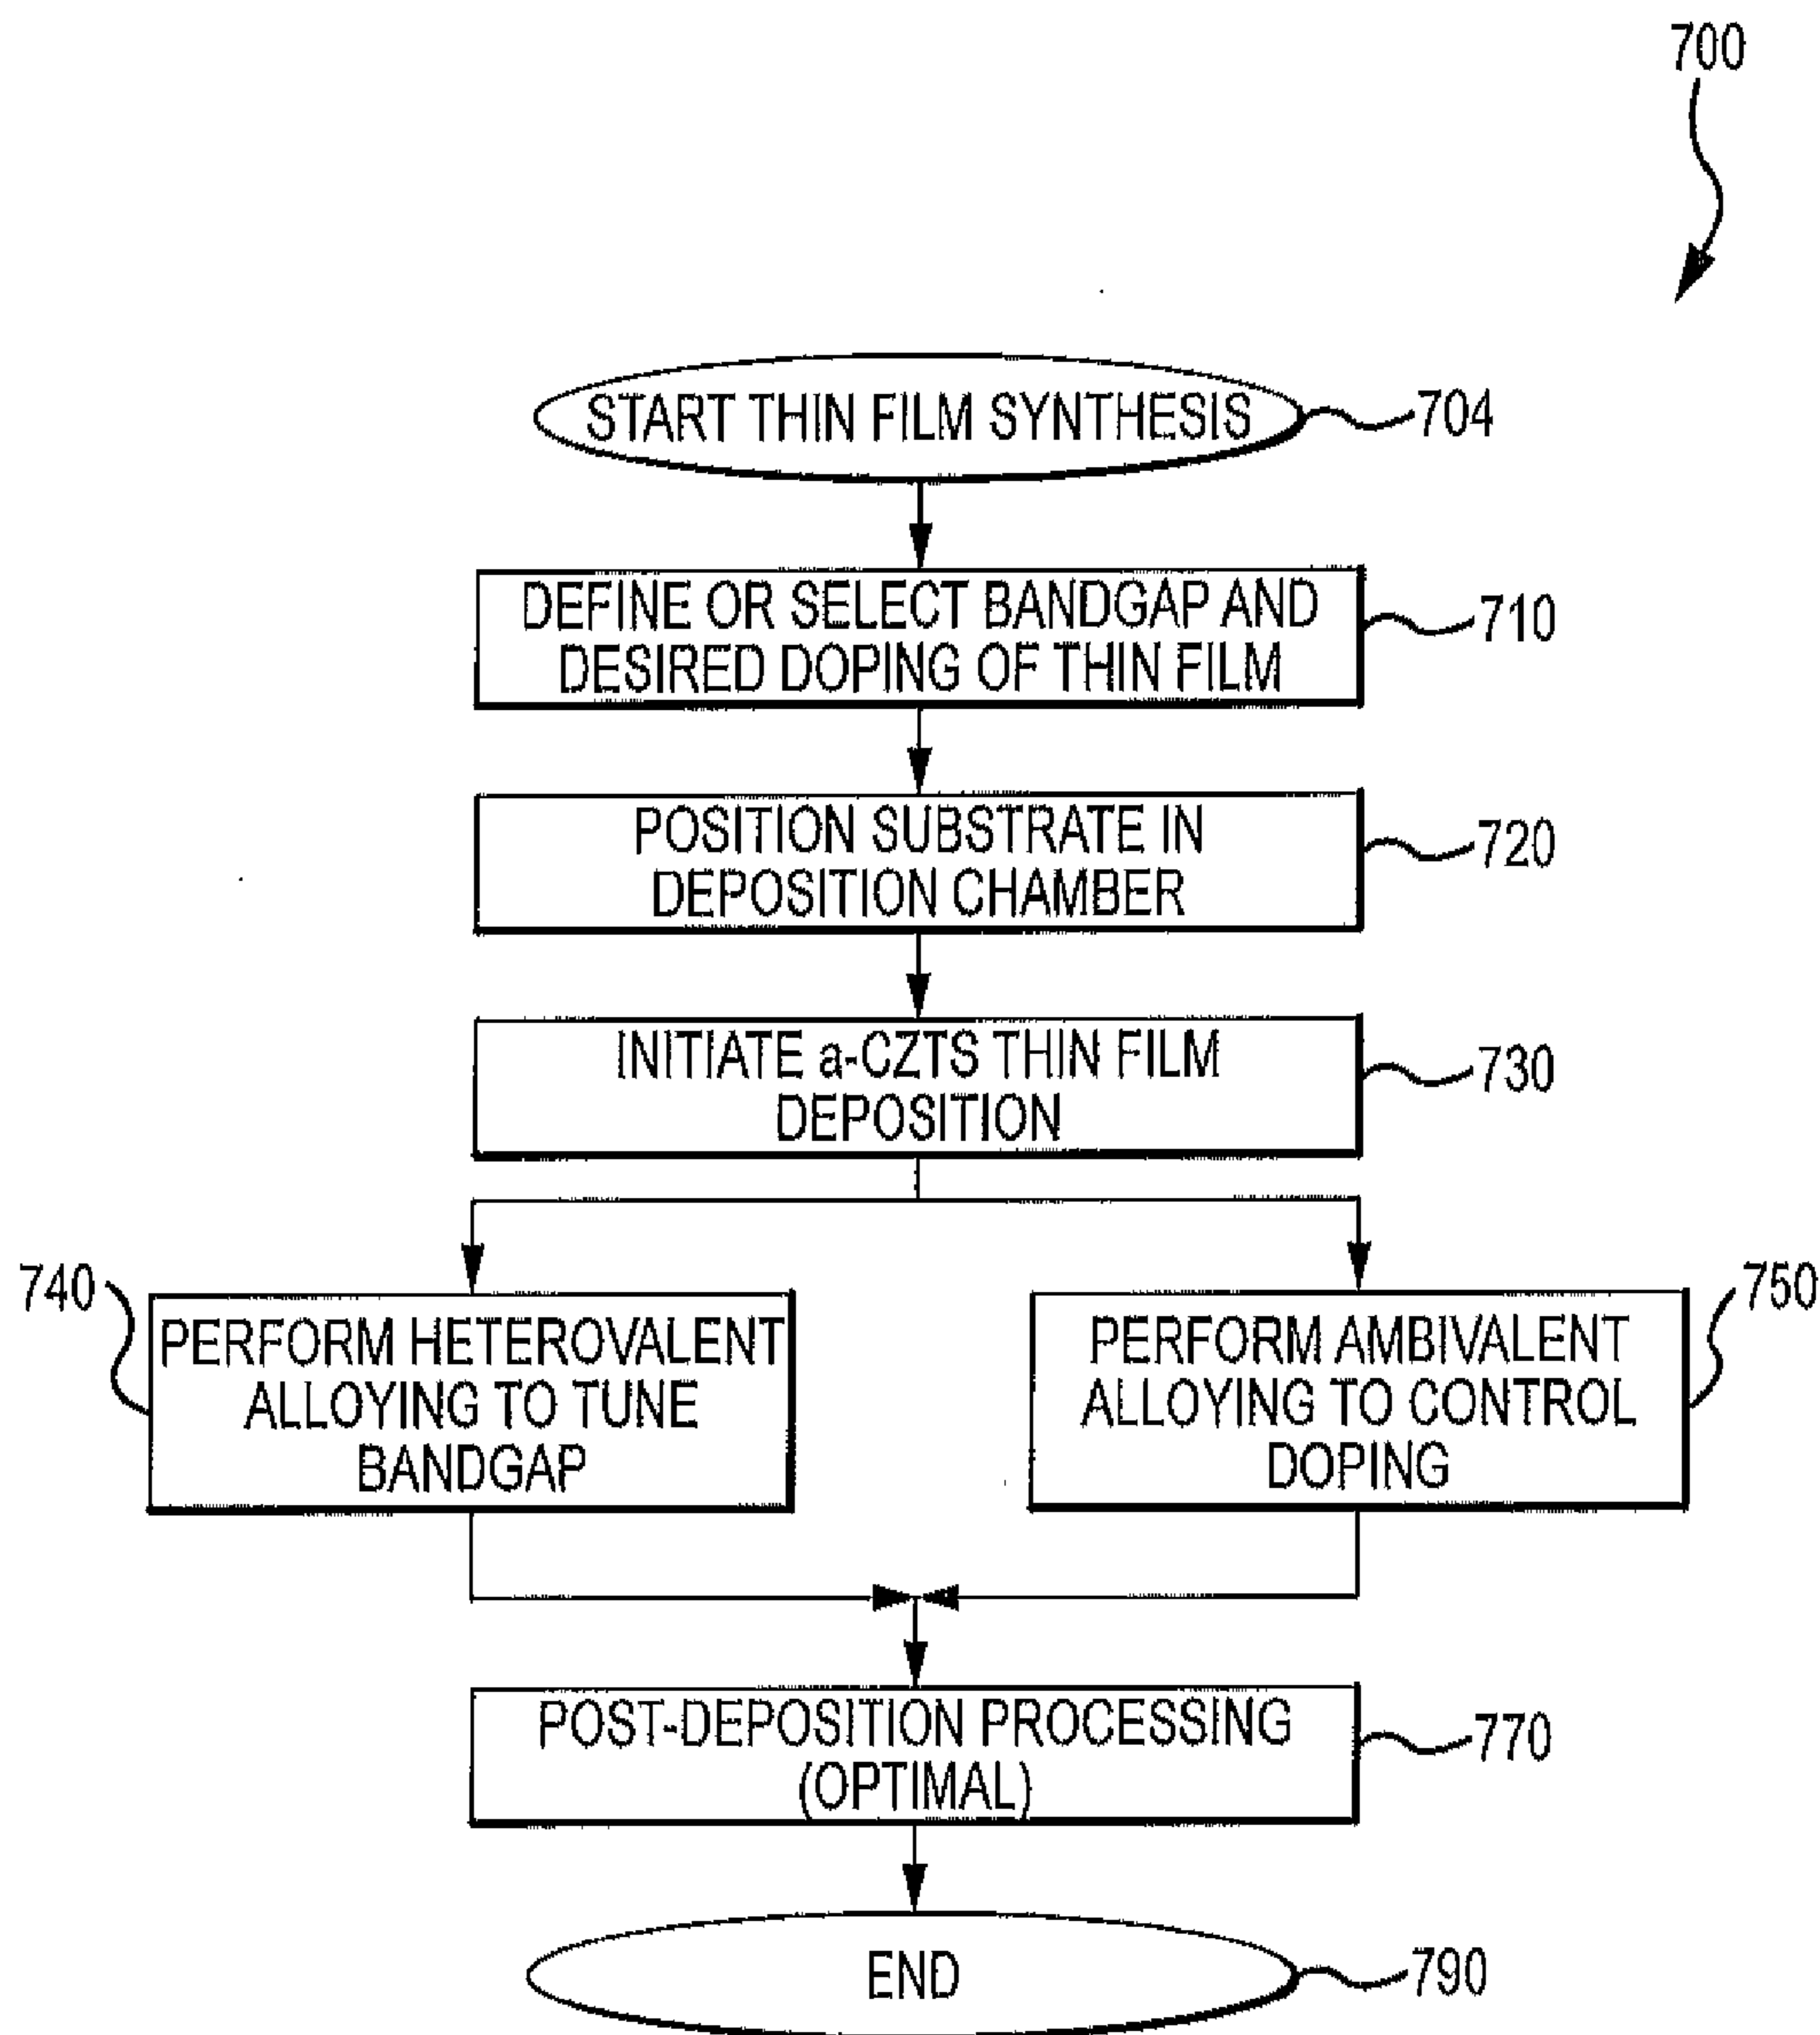 700
START THIN FILM SYNTHESIS
704
DEFINE OR SELECT BANDGAP AND
DESIRED DOPING OF THIN FILM
710
POSITION SUBSTRATE IN
DEPOSITION CHAMBER
720
INITIATE a-CZTS THIN FILM
DEPOSITION
730
740
PERFORM HETEROVALENT
ALLOYING TO TUNE
BANDGAP
PERFORM AMBIVALENT
ALLOYING TO CONTROL
DOPING
750
POST-DEPOSITION PROCESSING
(OPTIMAL)
770
END
790